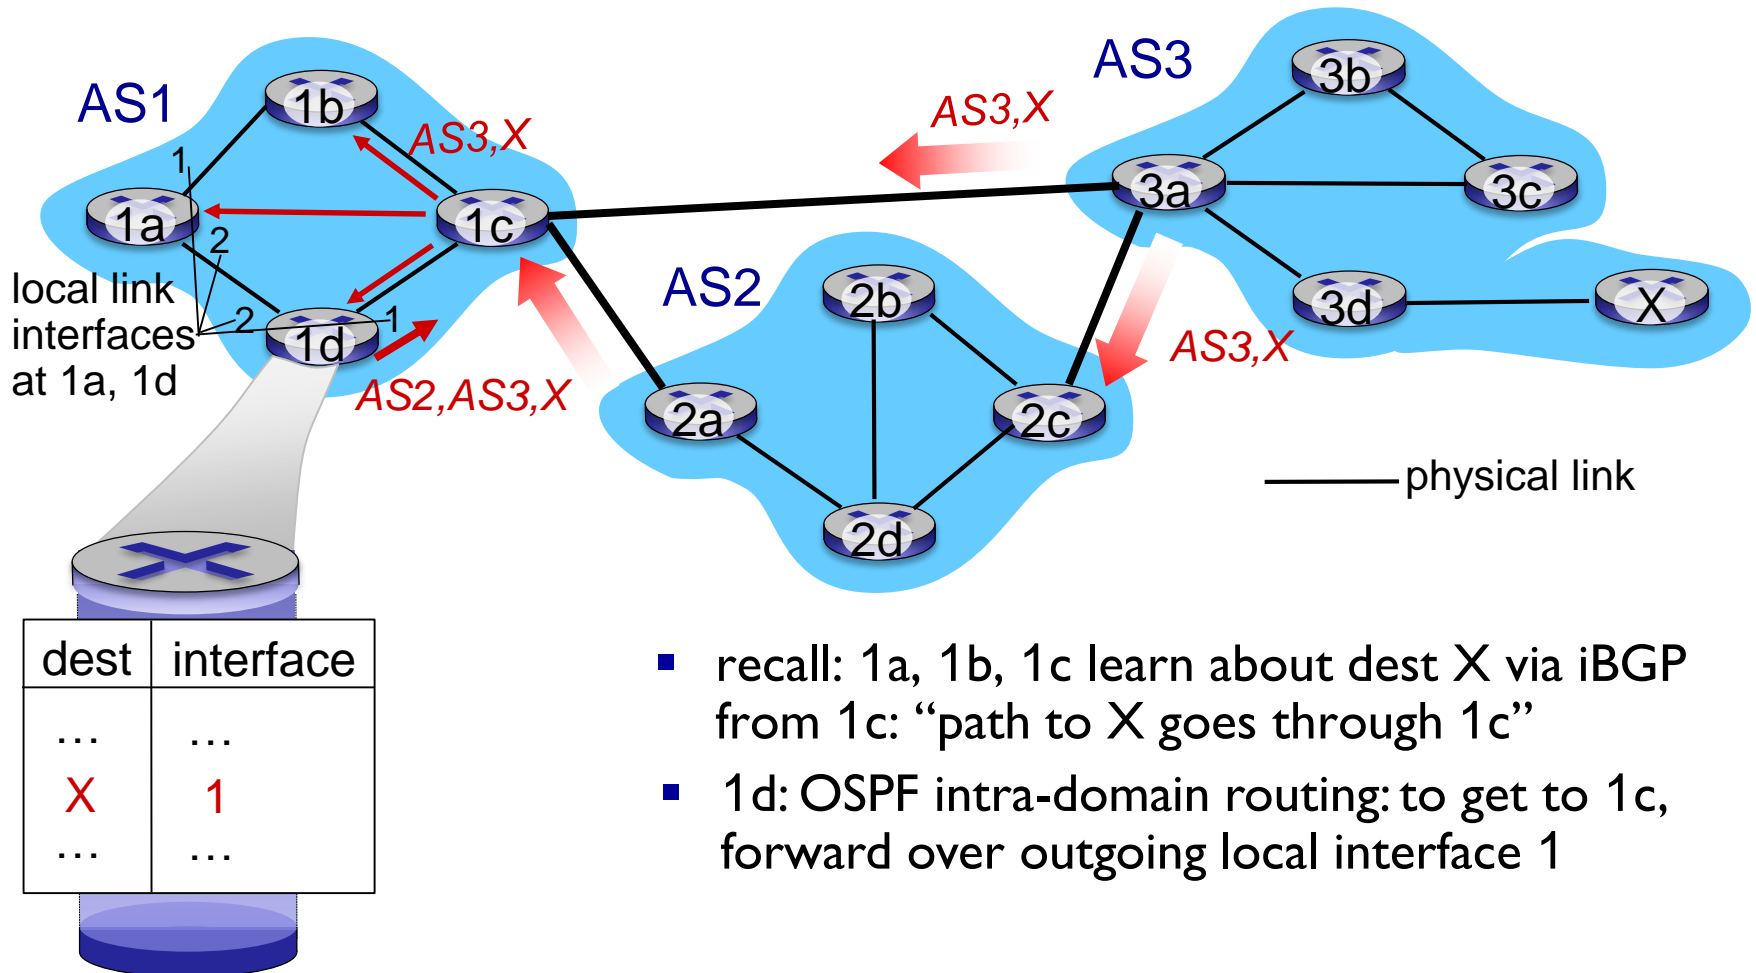 AS1
1b
AS3,X
1
1a
1c
2
local link
interfaces
at 1a, 1d
2
1
1d
AS2,AS3,X
AS3,X
AS3
3b
3a
3c
3d
X
AS3,X
AS2
2b
2a
2c
2d
physical link
dest interface
... ...
X 1
... ...
▪ recall: 1a, 1b, 1c learn about dest X via iBGP
from 1c: “path to X goes through 1c”
▪ 1d: OSPF intra-domain routing: to get to 1c,
forward over outgoing local interface 1